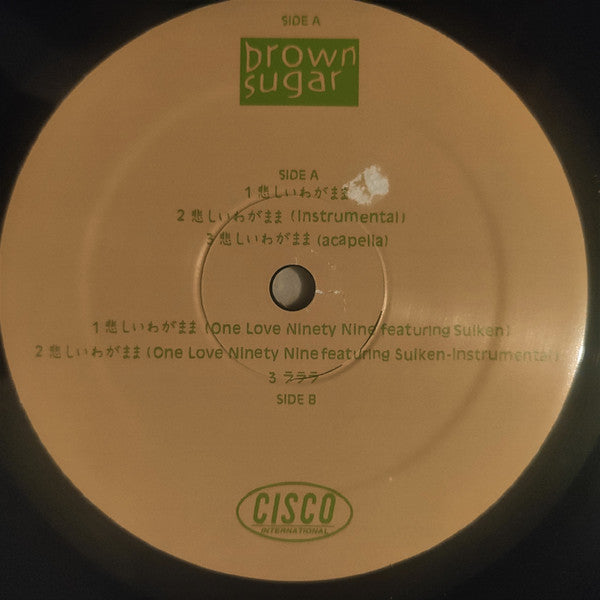 SIDE A
brown
sugar
SIDE A
1 悲しいわがまま
2 悲しいわがまま (Instrumental)
3 悲しいわがまま (acapella)
1 悲しいわがまま (One Love Ninety Nine featuring Suiken)
2 悲しいわがまま (One Love Ninety Nine featuring Suiken-instrumental)
3 ラララ
SIDE B
CISCO
INTERNATIONAL